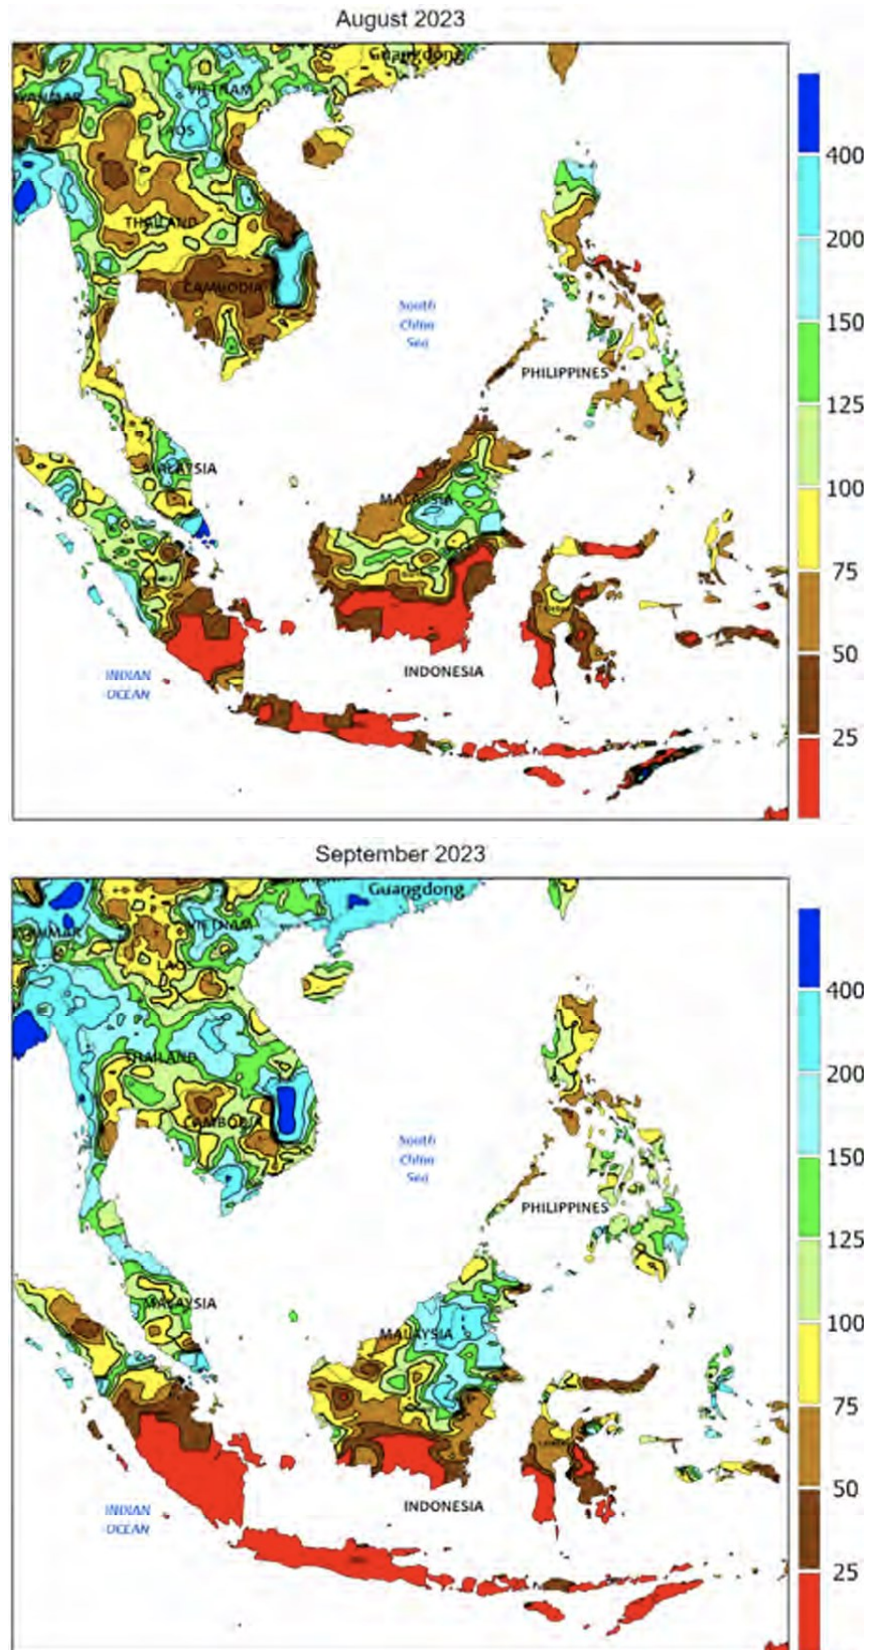 August 2023
Guangdong
VIETNAM
LAOS
THAILAND
CAMBODIA
South
China
Sea
PHILIPPINES
MALAYSIA
MALAYSIA
INDONESIA
INDIAN
OCEAN
400
200
150
125
100
75
50
25
September 2023
Guangdong
VIETNAM
LAOS
THAILAND
CAMBODIA
South
China
Sea
PHILIPPINES
MALAYSIA
MALAYSIA
INDONESIA
INDIAN
OCEAN
400
200
150
125
100
75
50
25